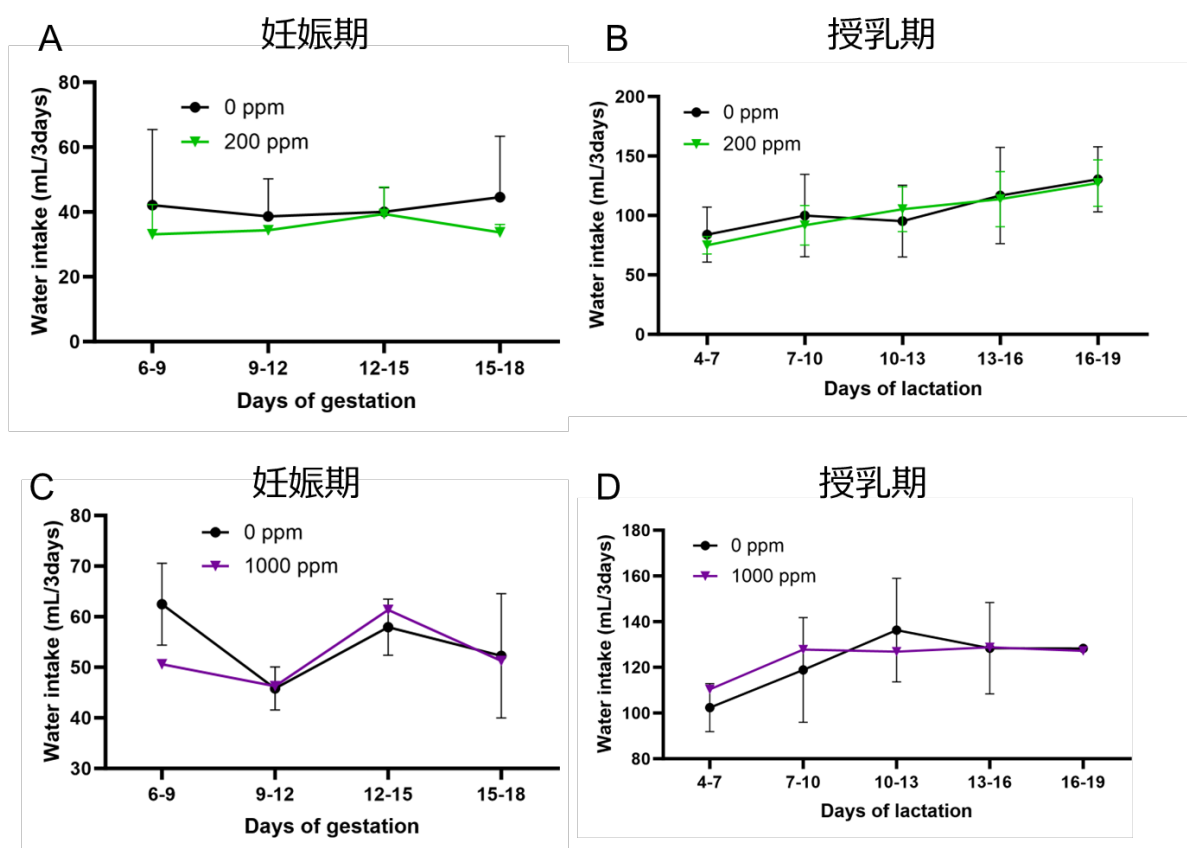 A
妊娠期
80
60
40
20
0
Water intake (mL/3days)
0 ppm
200 ppm
6-9
9-12
12-15
15-18
Days of gestation
B
授乳期
200
150
100
50
0
Water intake (mL/3days)
0 ppm
200 ppm
4-7
7-10
10-13
13-16
16-19
Days of lactation
C
妊娠期
80
70
60
50
40
30
Water intake (mL/3days)
0 ppm
1000 ppm
6-9
9-12
12-15
15-18
Days of gestation
D
授乳期
180
160
140
120
100
80
Water intake (mL/3days)
0 ppm
1000 ppm
4-7
7-10
10-13
13-16
16-19
Days of lactation